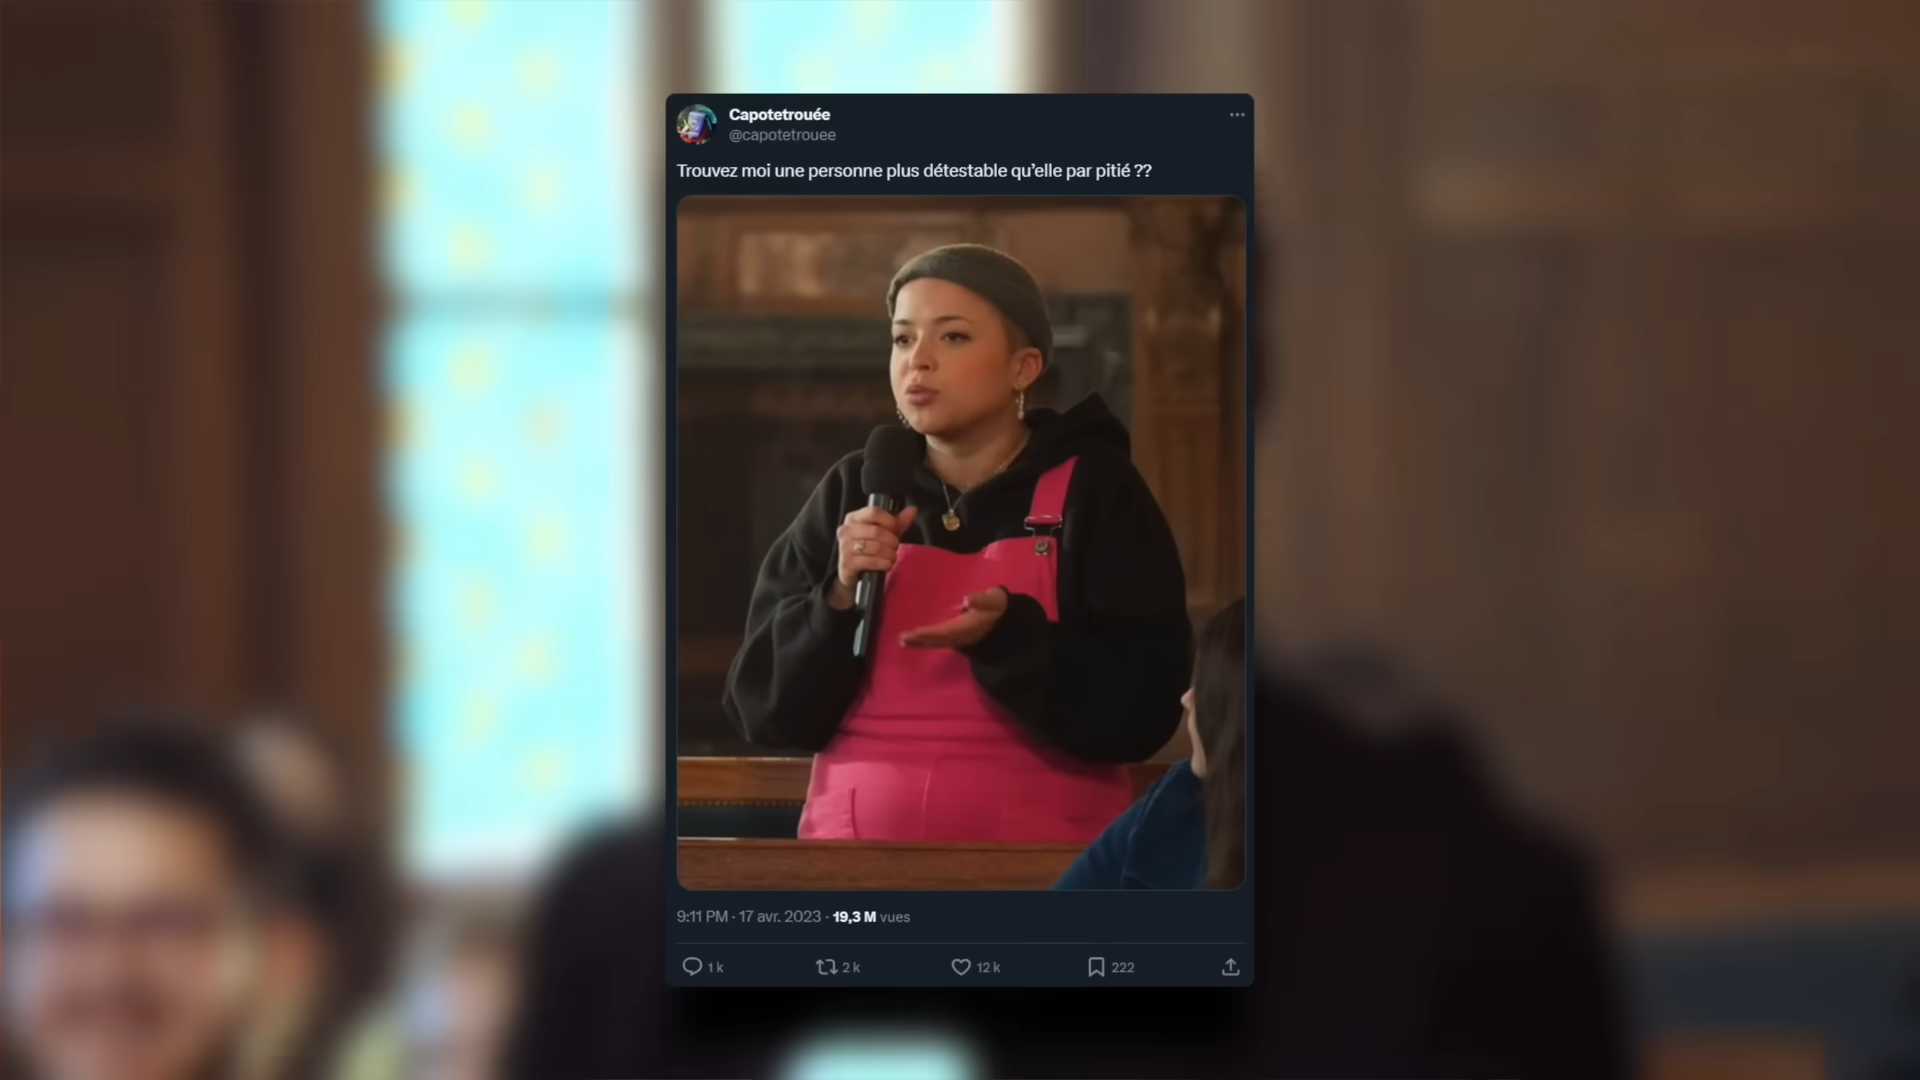 Capotetrouée
@capotetrouee
Trouvez moi une personne plus détestable qu’elle par pitié ??
9:11 PM · 17 avr. 2023 · 19,3 M vues
1 k 2 k 12 k 222